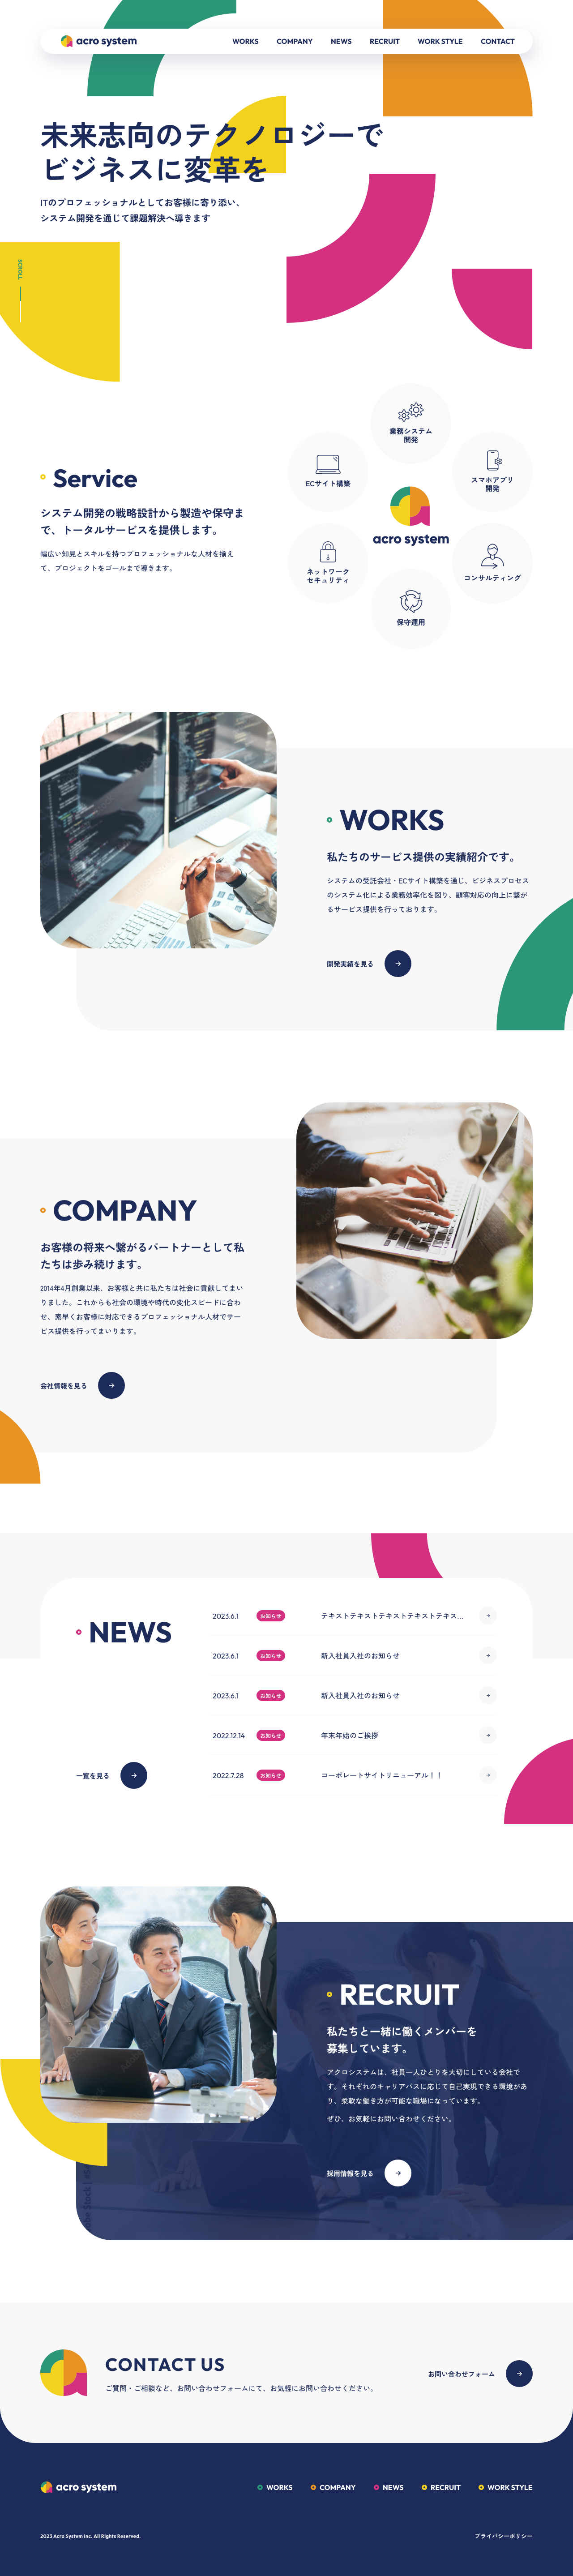 acro system
WORKS COMPANY NEWS RECRUIT WORK STYLE CONTACT
未来志向のテクノロジーで
ビジネスに変革を
ITのプロフェッショナルとしてお客様に寄り添い、
システム開発を通じて課題解決へ導きます
SCROLL
Service
システム開発の戦略設計から製造や保守ま
で、トータルサービスを提供します。
幅広い知見とスキルを持つプロフェッショナルな人材を揃え
て、プロジェクトをゴールまで導きます。
業務システム
開発
ECサイト構築
スマホアプリ
開発
acro system
ネットワーク
セキュリティ
コンサルティング
保守運用
WORKS
私たちのサービス提供の実績紹介です。
システムの受託会社・ECサイト構築を通じ、ビジネスプロセス
のシステム化による業務効率化を図り、顧客対応の向上に繋が
るサービス提供を行っております。
開発実績を見る
COMPANY
お客様の将来へ繋がるパートナーとして私
たちは歩み続けます。
2014年4月創業以来、お客様と共に私たちは社会に貢献してまい
りました。これからも社会の環境や時代の変化スピードに合わ
せ、素早くお客様に対応できるプロフェッショナル人材でサー
ビス提供を行ってまいります。
会社情報を見る
NEWS
2023.6.1 お知らせ テキストテキストテキストテキストテキス...
2023.6.1 お知らせ 新入社員入社のお知らせ
2023.6.1 お知らせ 新入社員入社のお知らせ
2022.12.14 お知らせ 年末年始のご挨拶
2022.7.28 お知らせ コーポレートサイトリニューアル！！
一覧を見る
RECRUIT
私たちと一緒に働くメンバーを
募集しています。
アクロシステムは、社員一人ひとりを大切にしている会社で
す。それぞれのキャリアパスに応じて自己実現できる環境があ
り、柔軟な働き方が可能な職場になっています。
ぜひ、お気軽にお問い合わせください。
採用情報を見る
CONTACT US
ご質問・ご相談など、お問い合わせフォームにて、お気軽にお問い合わせください。
お問い合わせフォーム
acro system
WORKS COMPANY NEWS RECRUIT WORK STYLE
2023 Acro System Inc. All Rights Reserved.
プライバシーポリシー